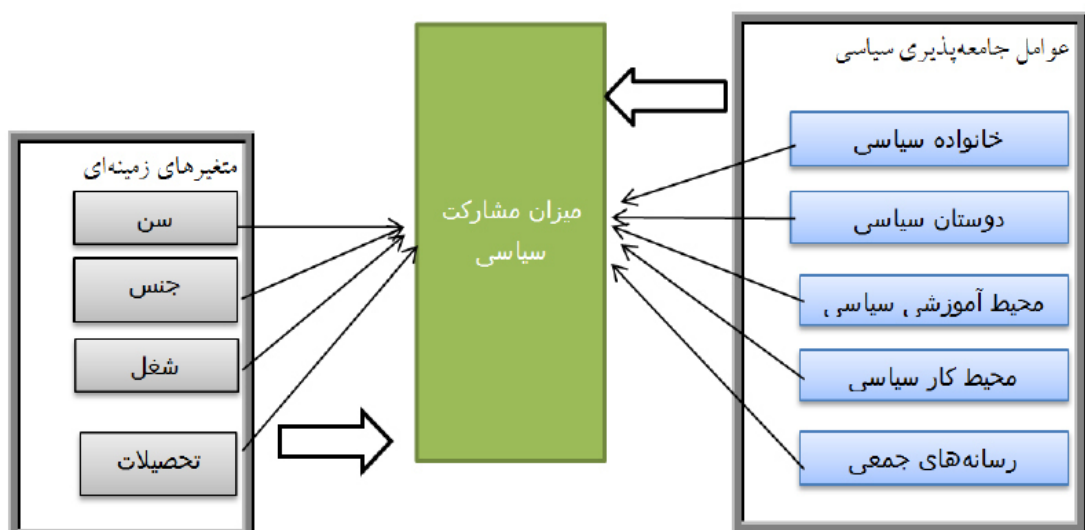 عوامل جامعه‌پذیری سیاسی
خانواده سیاسی
دوستان سیاسی
محیط آموزشی سیاسی
محیط کار سیاسی
رسانه‌های جمعی
میزان مشارکت
سیاسی
متغیرهای زمینه‌ای
سن
جنس
شغل
تحصیلات